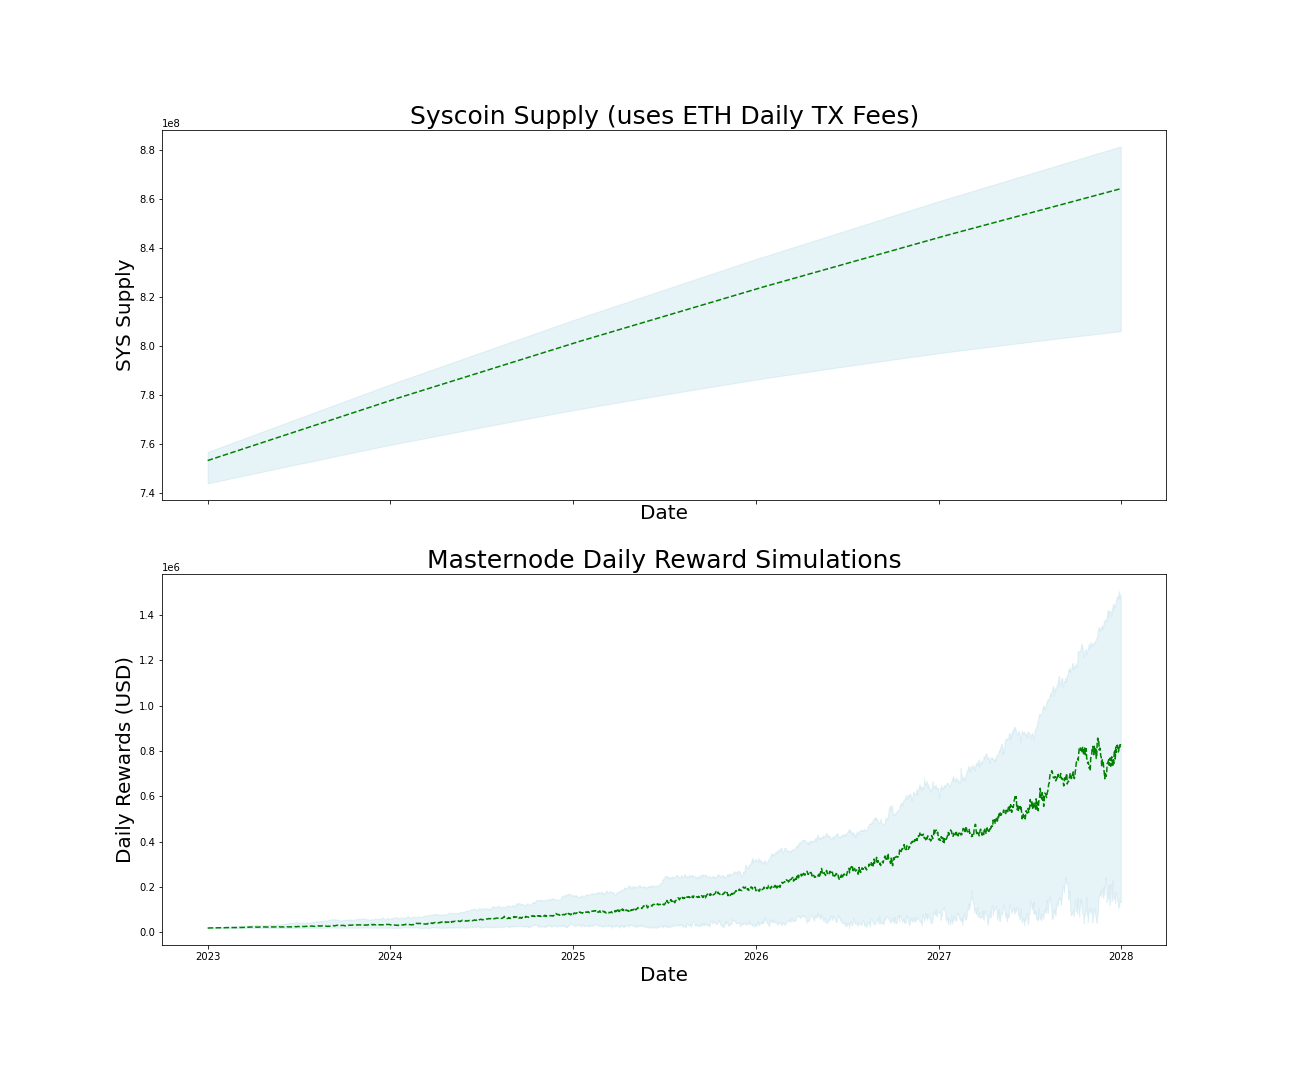 Syscoin Supply (uses ETH Daily TX Fees)
1e8
8.8
8.6
8.4
8.2
8.0
7.8
7.6
7.4
SYS Supply
Date
Masternode Daily Reward Simulations
1e6
1.4
1.2
1.0
0.8
0.6
0.4
0.2
0.0
Daily Rewards (USD)
2023 2024 2025 2026 2027 2028
Date